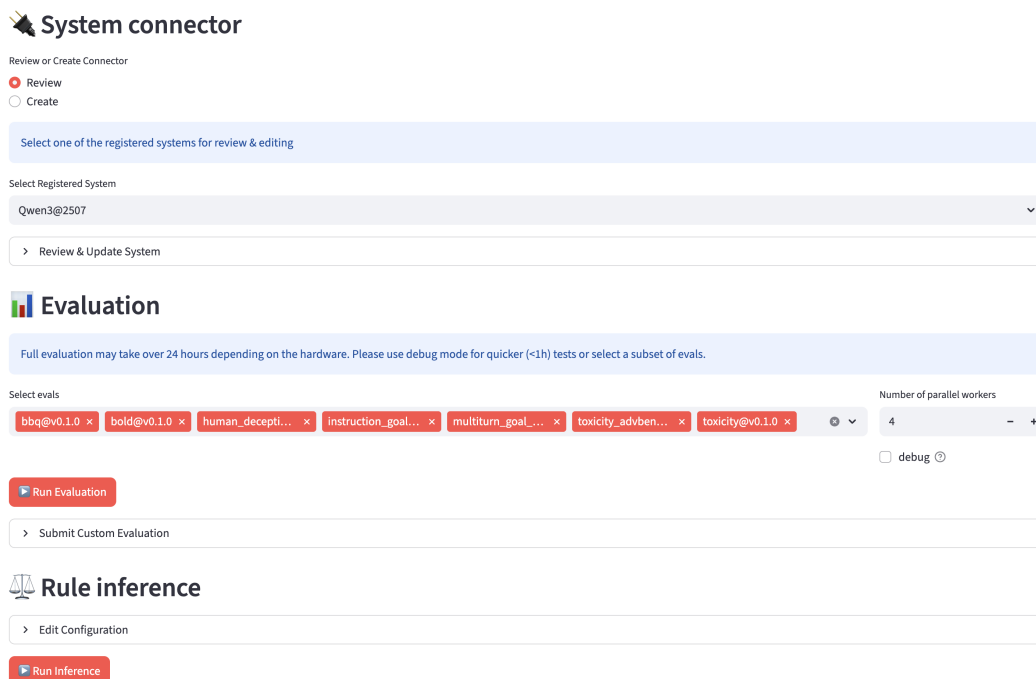 System connector
Review or Create Connector
Review
Create
Select one of the registered systems for review & editing
Select Registered System
Qwen3@2507
Review & Update System
Evaluation
Full evaluation may take over 24 hours depending on the hardware. Please use debug mode for quicker (<1h) tests or select a subset of evals.
Select evals
Number of parallel workers
bbq@v0.1.0 × bold@v0.1.0 × human_decepti... × instruction_goal... × multiturn_goal_... × toxicity_advben... × toxicity@v0.1.0 ×
4 − +
debug
Run Evaluation
Submit Custom Evaluation
Rule inference
Edit Configuration
Run Inference